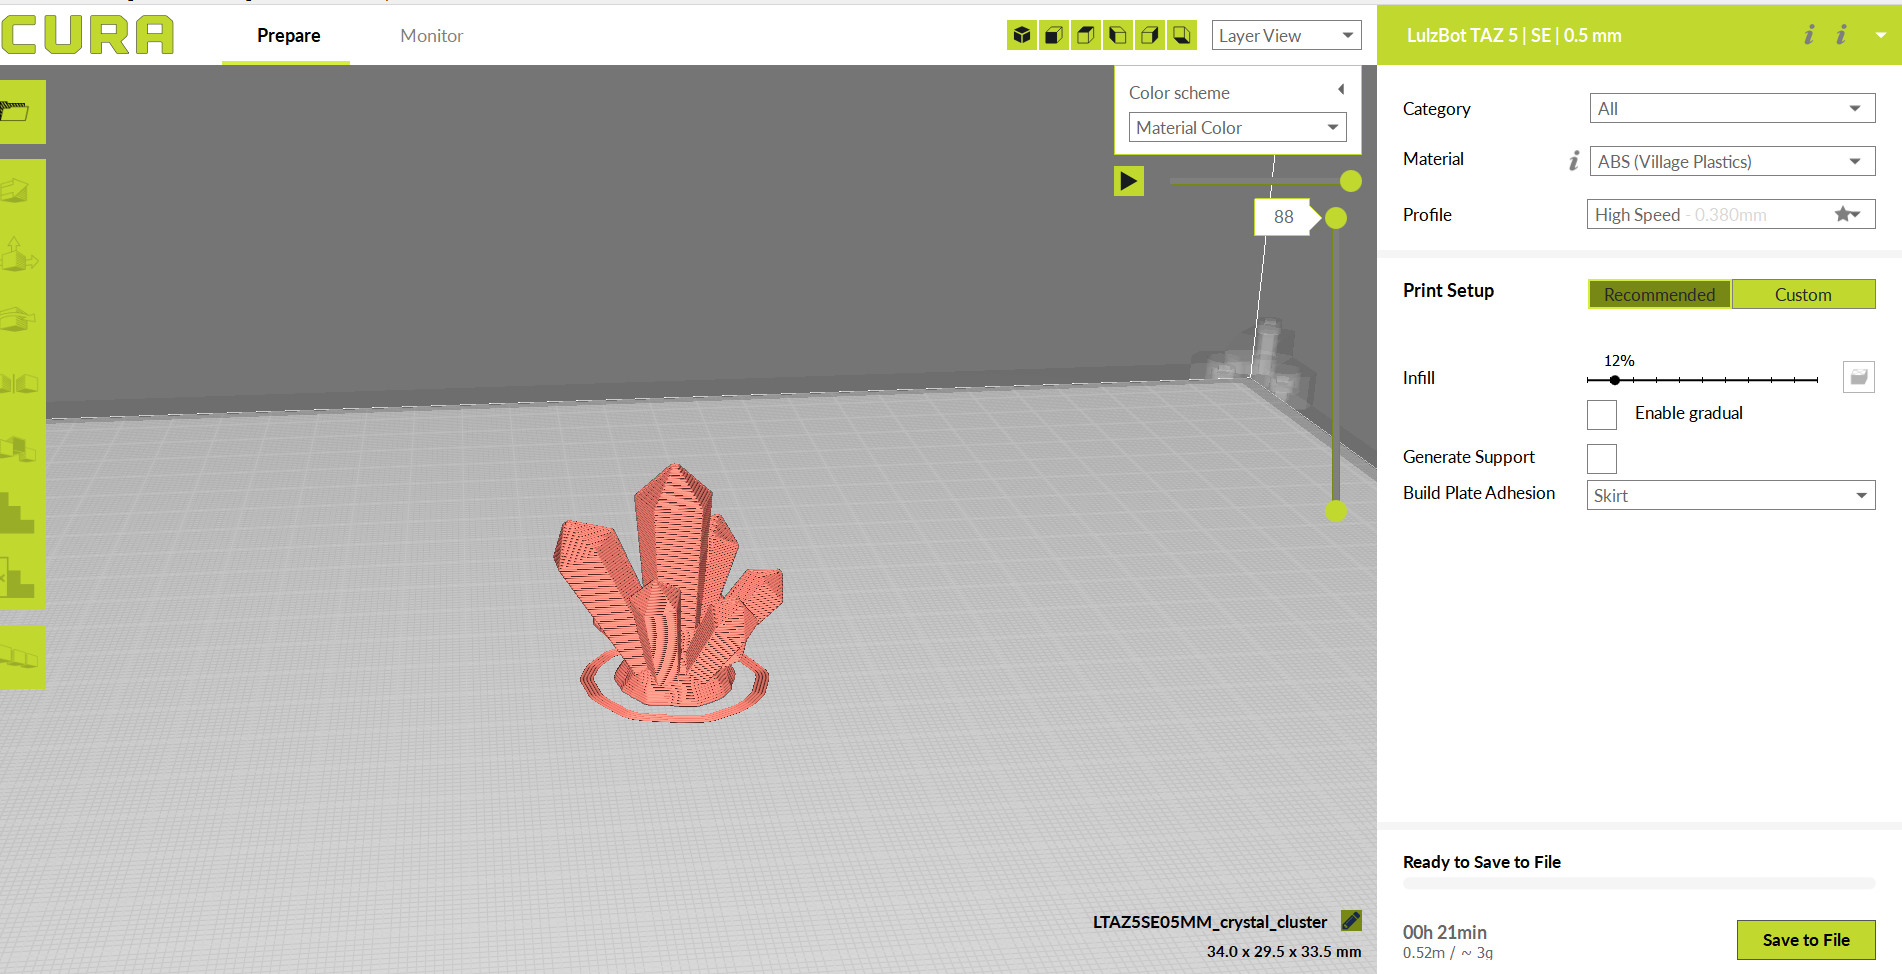 CURA
Prepare
Monitor
Layer View
LulzBot TAZ 5 | SE | 0.5 mm
i i
Color scheme
Material Color
88
Category
All
Material
i
ABS (Village Plastics)
Profile
High Speed - 0.380mm
Print Setup
Recommended
Custom
12%
Infill
Enable gradual
Generate Support
Build Plate Adhesion
Skirt
Ready to Save to File
LTAZ5SE05MM_crystal_cluster
34.0 x 29.5 x 33.5 mm
00h 21min
0.52m / ~ 3g
Save to File